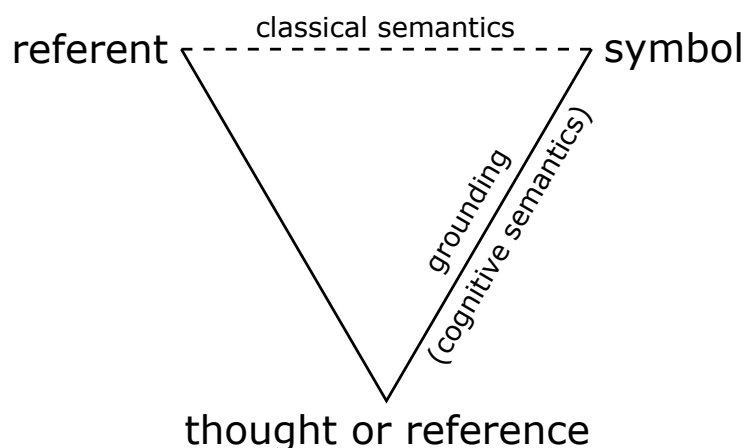 classical semantics
referent
symbol
grounding
(cognitive semantics)
thought or reference